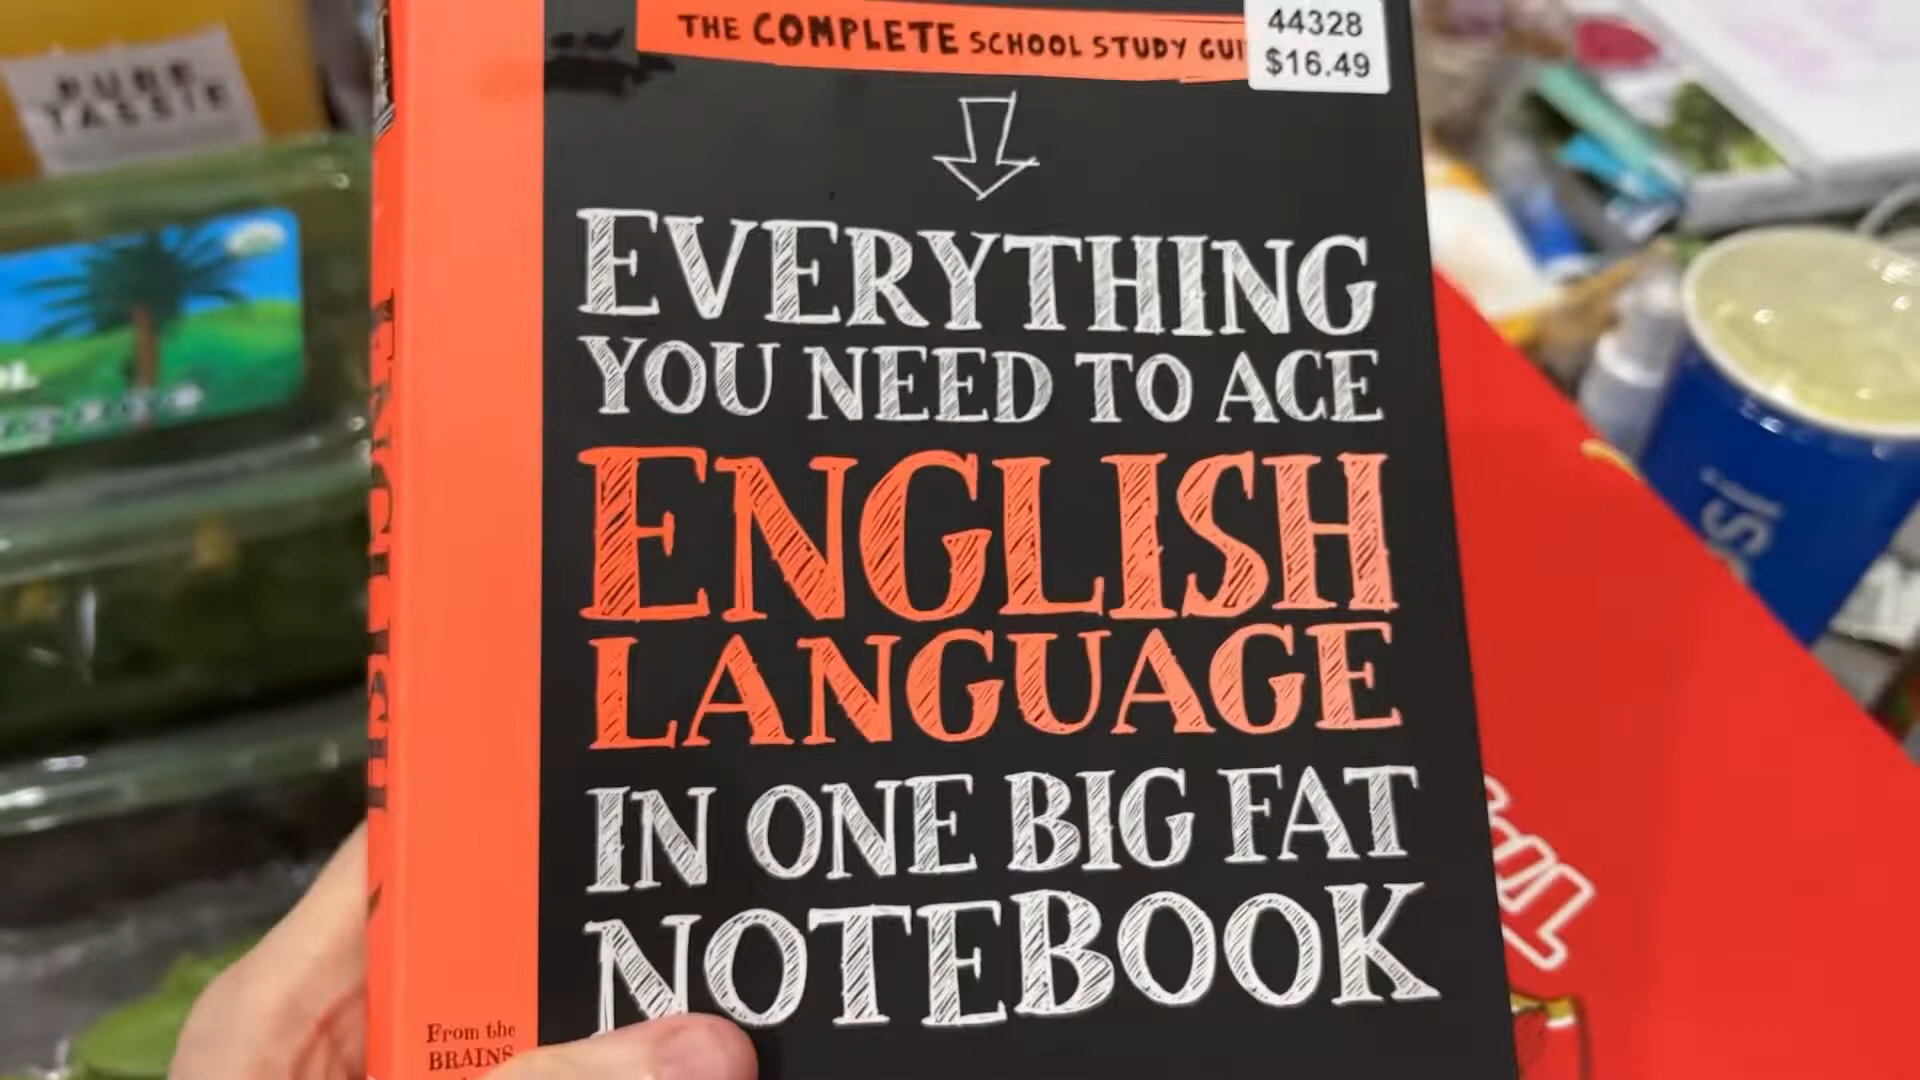 PURE
TASSIE
THE COMPLETE SCHOOL STUDY GUI
44328
$16.49
EVERYTHING
YOU NEED TO ACE
ENGLISH
LANGUAGE
IN ONE BIG FAT
NOTEBOOK
ENGLISH
From the
BRAINS